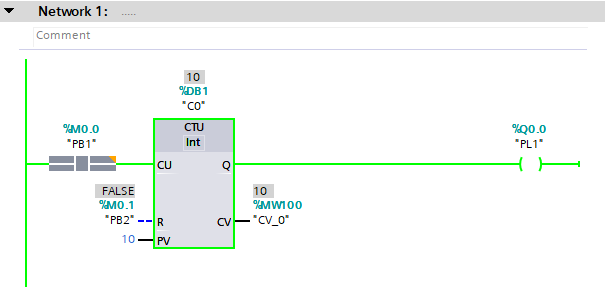 Network 1: .....
Comment
10
%DB1
"C0"
%M0.0
"PB1"
CTU
Int
%Q0.0
"PL1"
CU Q
FALSE
%M0.1
"PB2"
R
10
%MW100
CV "CV_0"
10 PV